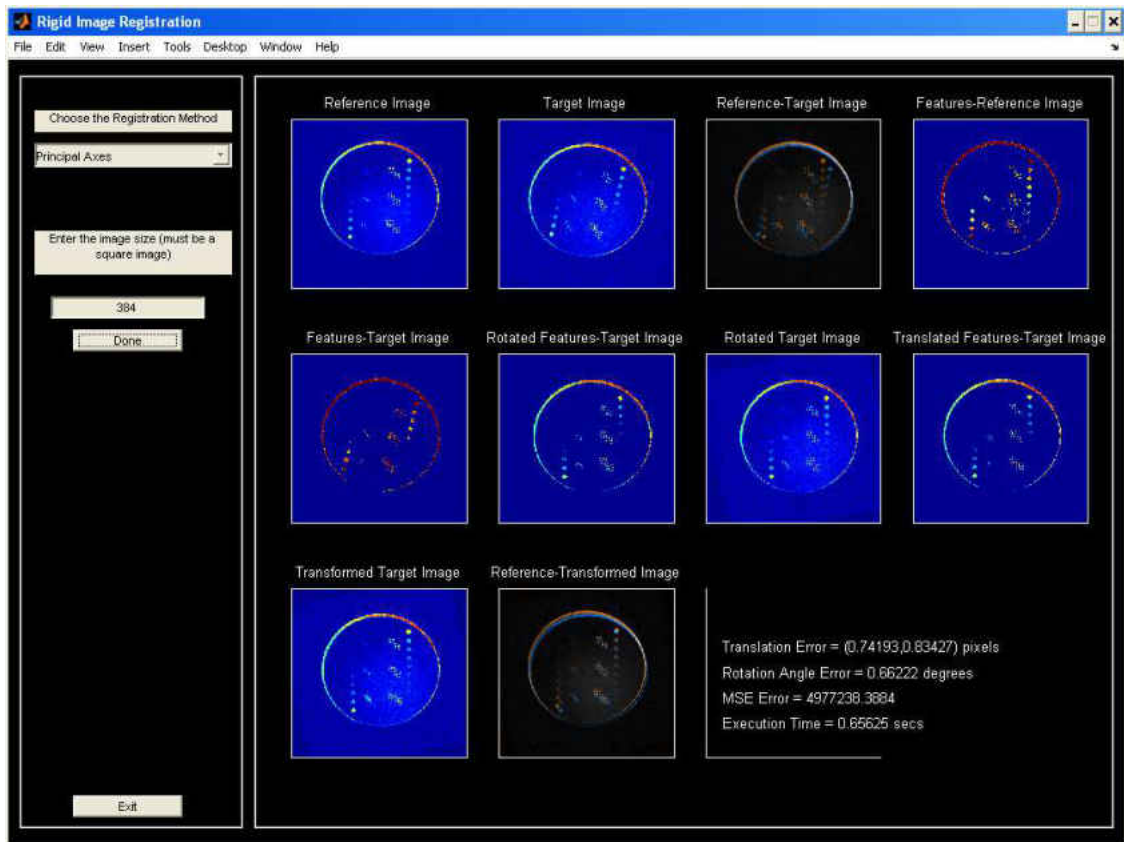 Rigid Image Registration
File Edit View Insert Tools Desktop Window Help
Choose the Registration Method
Principal Axes
Enter the image size (must be a
square image)
384
Done
Exit
Reference Image
Target Image
Reference-Target Image
Features-Reference Image
Features-Target Image
Rotated Features-Target Image
Rotated Target Image
Translated Features-Target Image
Transformed Target Image
Reference-Transformed Image
Translation Error = (0.74193,0.83427) pixels
Rotation Angle Error = 0.66222 degrees
MSE Error = 4977238.3884
Execution Time = 0.65625 secs